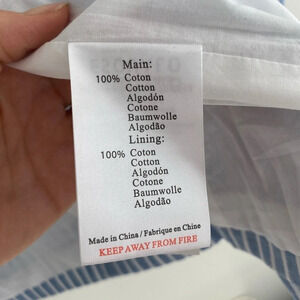 Main:
100% Coton
Cotton
Algodón
Cotone
Baumwolle
Algodão
Lining:
100% Coton
Cotton
Algodón
Cotone
Baumwolle
Algodão
Made in China / Fabrique en Chine
KEEP AWAY FROM FIRE